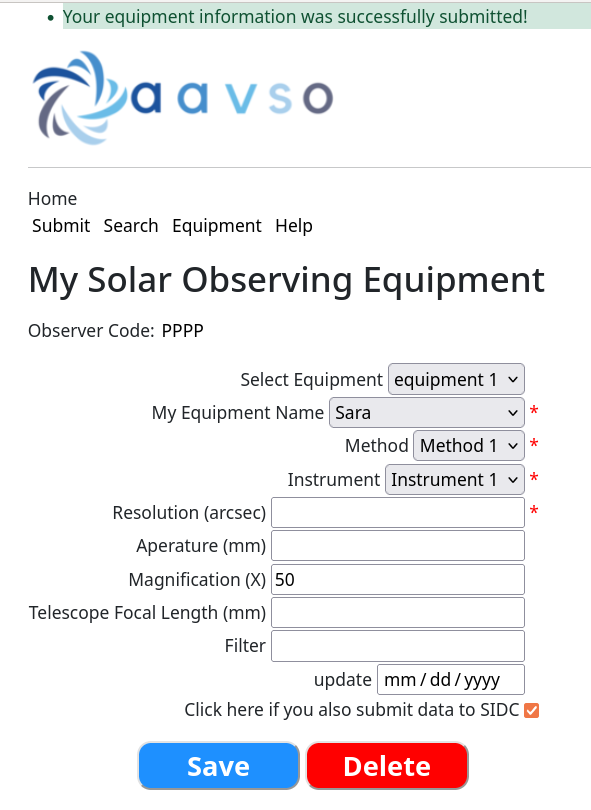 Your equipment information was successfully submitted!
aavso
Home
Submit Search Equipment Help
My Solar Observing Equipment
Observer Code: PPPP
Select Equipment equipment 1
My Equipment Name Sara *
Method Method 1 *
Instrument Instrument 1 *
Resolution (arcsec) *
Aperature (mm)
Magnification (X) 50
Telescope Focal Length (mm)
Filter
update mm / dd / yyyy
Click here if you also submit data to SIDC
Save Delete